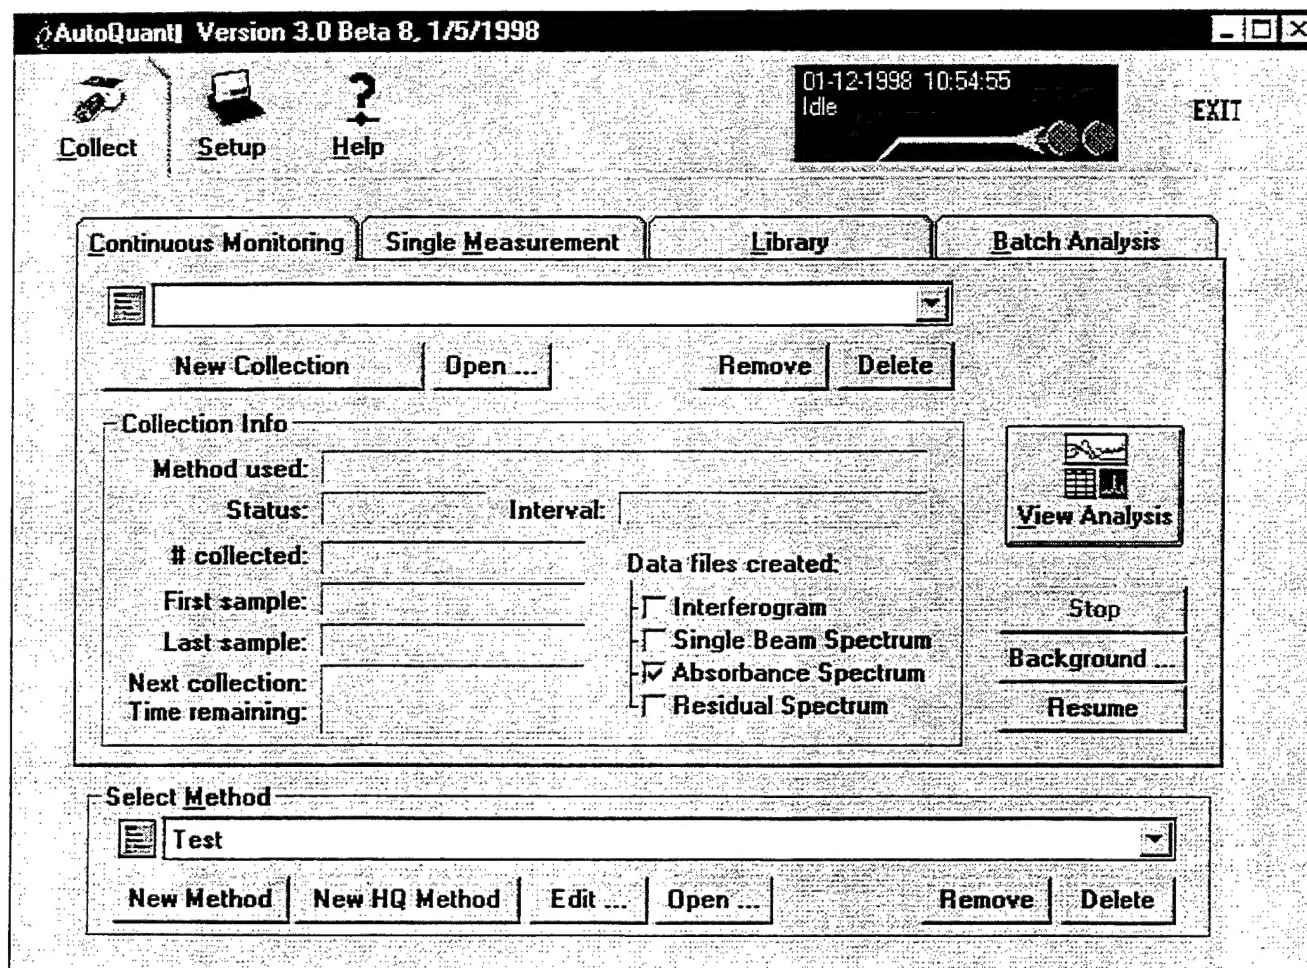 AutoQuant Version 3.0 Beta 8, 1/5/1998
01-12-1998 10:54:55
Idle
EXIT
Collect Setup Help
Continuous Monitoring Single Measurement Library Batch Analysis
New Collection Open ... Remove Delete
Collection Info
Method used:
Status: Interval:
# collected:
First sample:
Last sample:
Next collection:
Time remaining:
Data files created:
Interferogram
Single Beam Spectrum
Absorbance Spectrum
Residual Spectrum
View Analysis
Stop
Background ...
Resume
Select Method
Test
New Method New HQ Method Edit ... Open ... Remove Delete